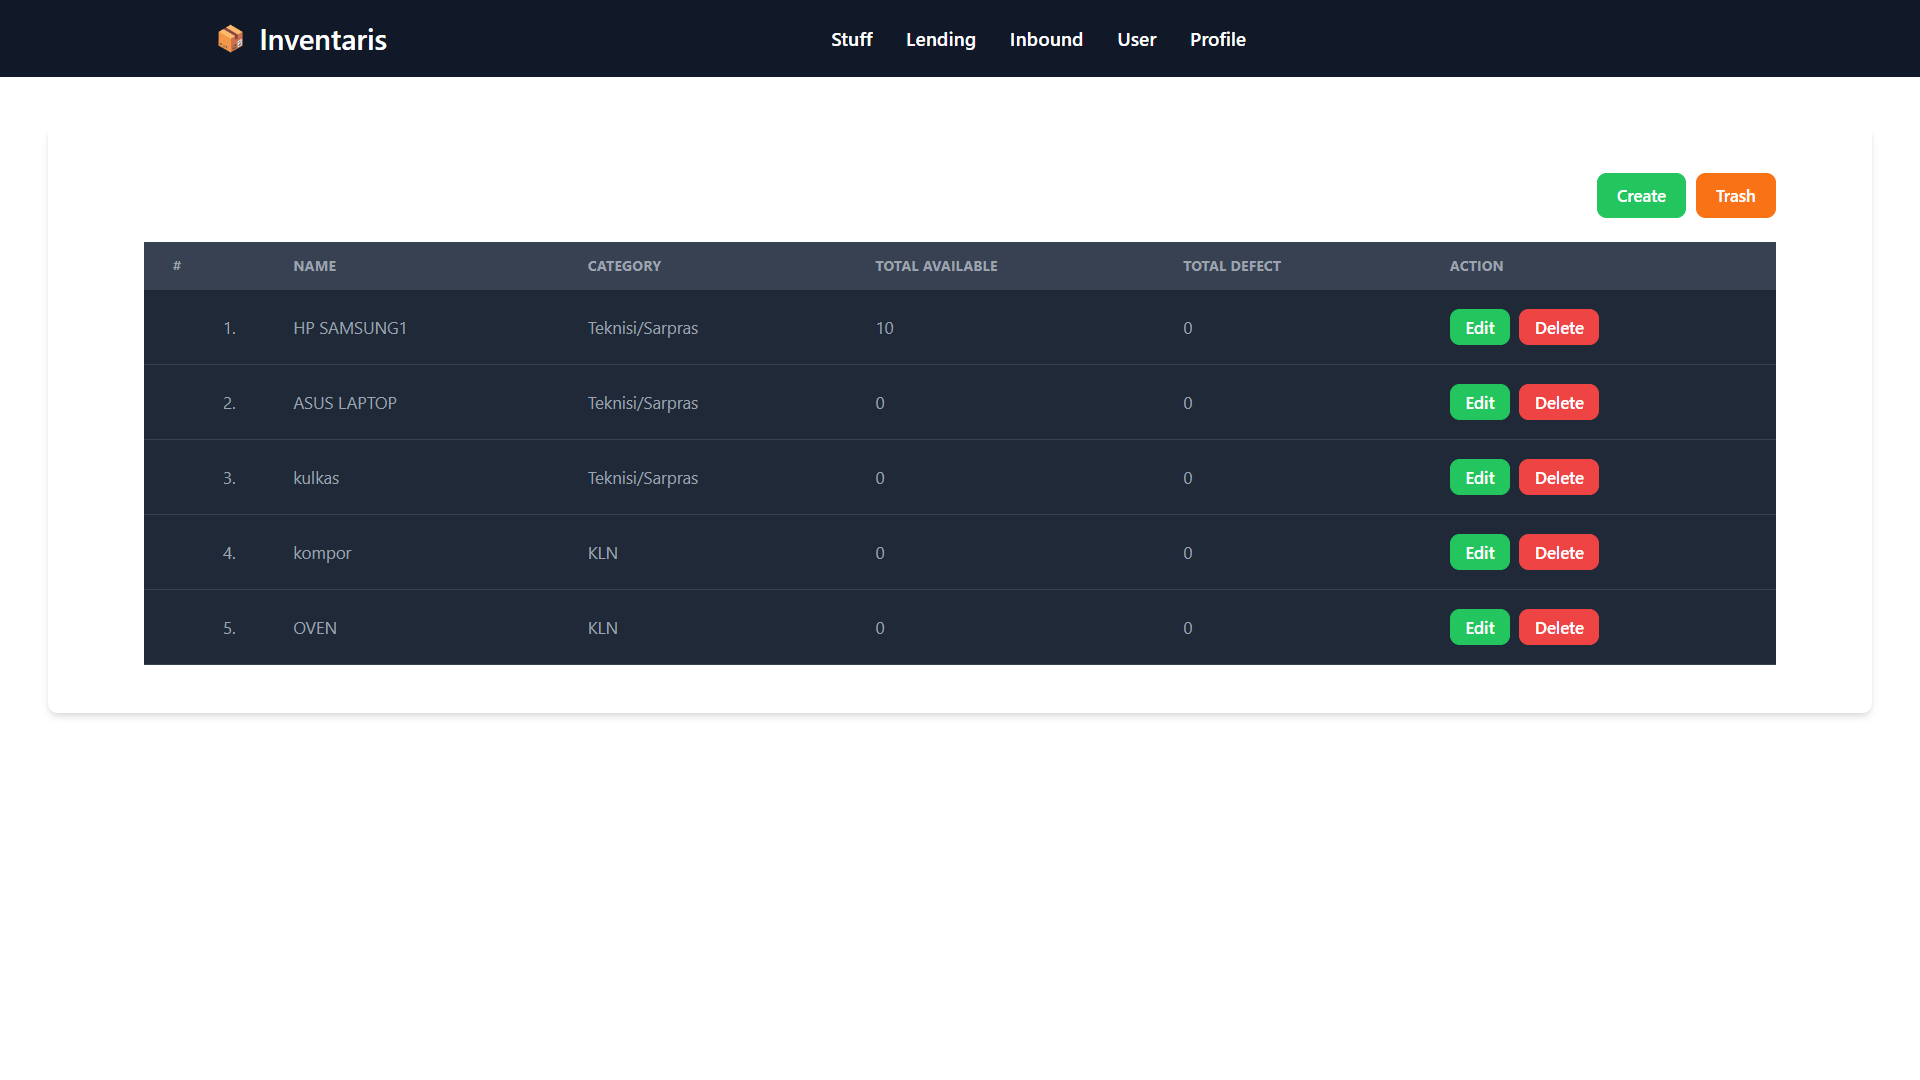 Inventaris Stuff Lending Inbound User Profile
Create Trash
# NAME CATEGORY TOTAL AVAILABLE TOTAL DEFECT ACTION
1. HP SAMSUNG1 Teknisi/Sarpras 10 0 Edit Delete
2. ASUS LAPTOP Teknisi/Sarpras 0 0 Edit Delete
3. kulkas Teknisi/Sarpras 0 0 Edit Delete
4. kompor KLN 0 0 Edit Delete
5. OVEN KLN 0 0 Edit Delete